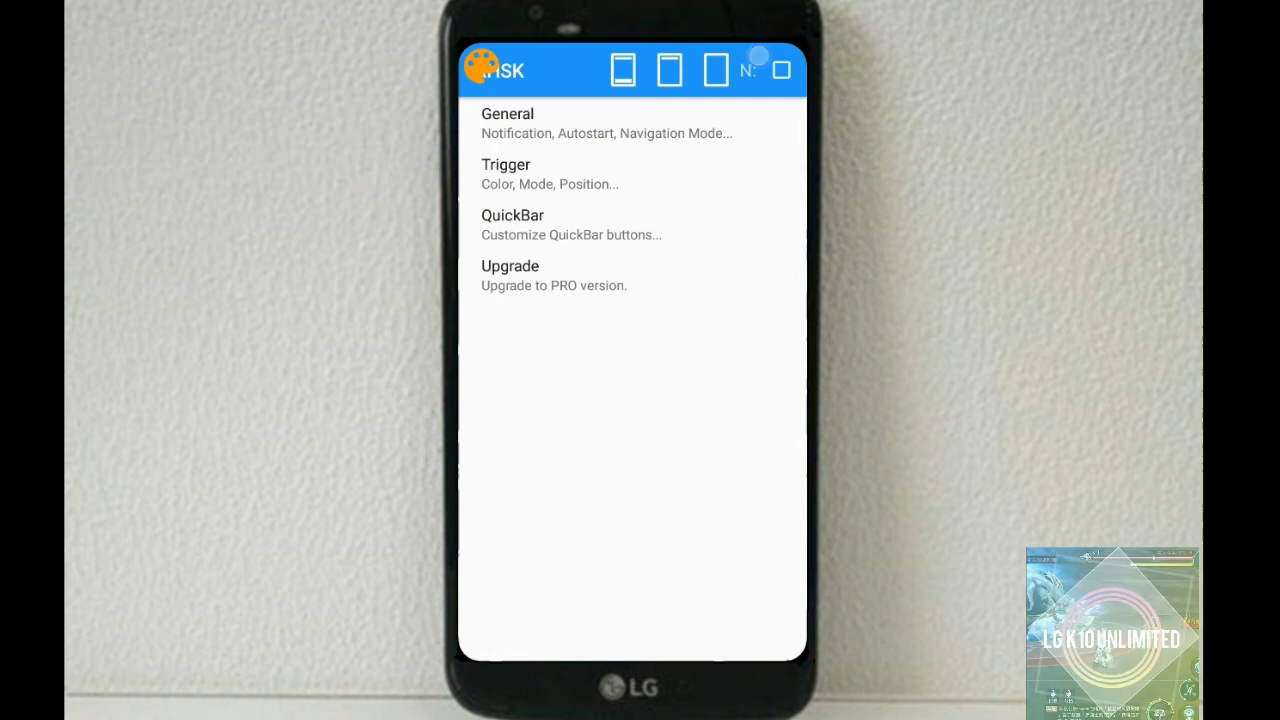 HSK
N:
General
Notification, Autostart, Navigation Mode...
Trigger
Color, Mode, Position...
QuickBar
Customize QuickBar buttons...
Upgrade
Upgrade to PRO version.
LG
LG K10 UNLIMITED